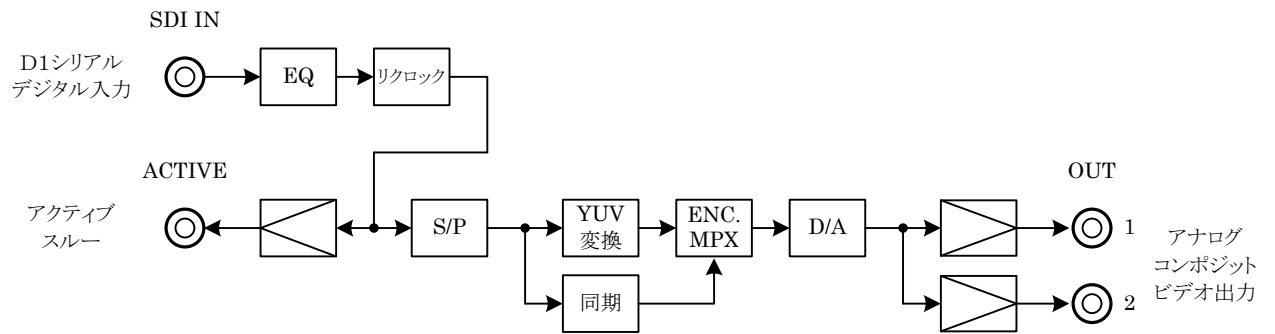 SDI IN
D1シリアル
デジタル入力
EQ
リクロック
ACTIVE
OUT
アクティブ
スルー
S/P
YUV
変換
ENC.
MPX
D/A
1
アナログ
コンポジット
ビデオ出力
同期
2